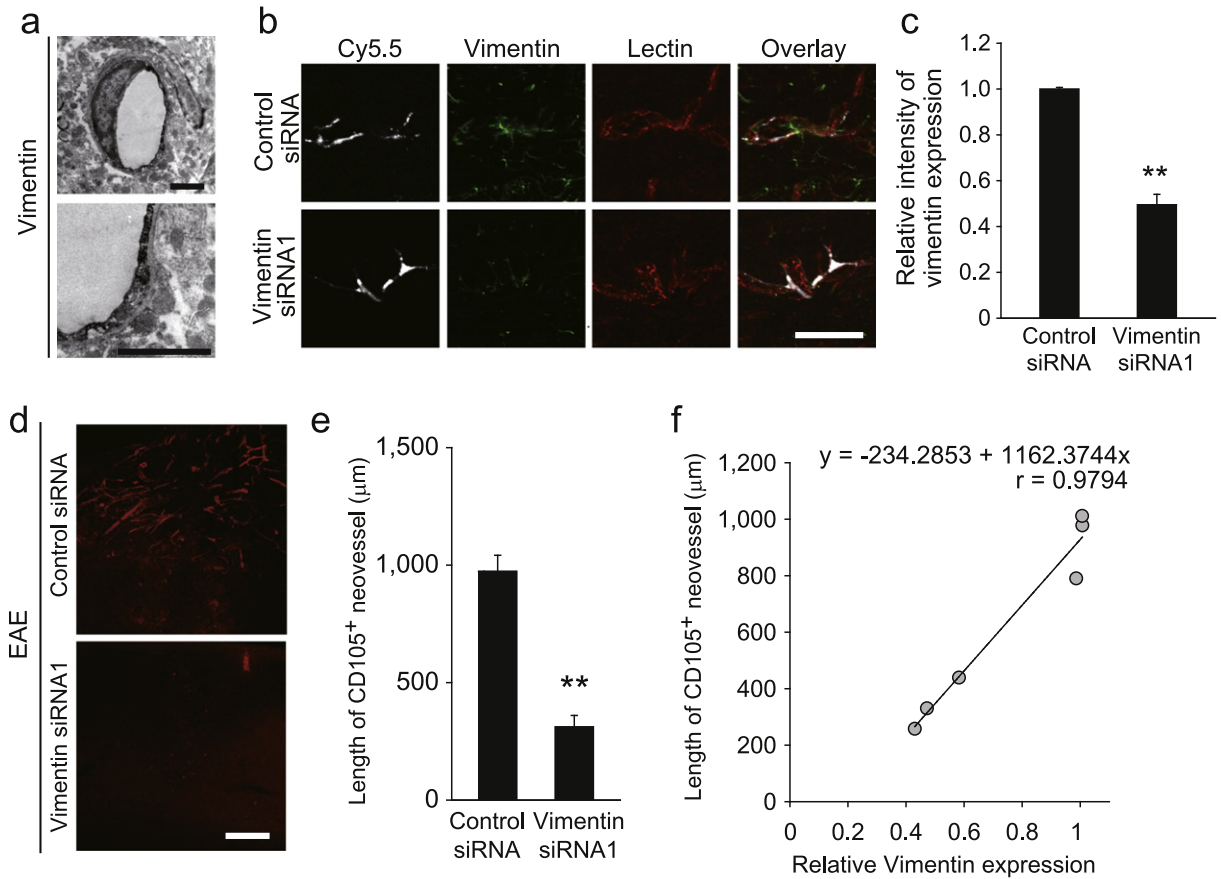 a
Vimentin
b
Cy5.5 Vimentin Lectin Overlay
Control
siRNA
Vimentin
siRNA1
c
Relative intensity of
vimentin expression
1.2
1.0
0.8
0.6
0.4
0.2
0
**
Control
siRNA
Vimentin
siRNA1
d
EAE
Control siRNA
Vimentin siRNA1
e
Length of CD105+ neovessel (μm)
1,500
1,000
500
0
**
Control
siRNA
Vimentin
siRNA1
f
y = -234.2853 + 1162.3744x
r = 0.9794
Length of CD105+ neovessel (μm)
1,200
1,000
800
600
400
200
0
0 0.2 0.4 0.6 0.8 1
Relative Vimentin expression